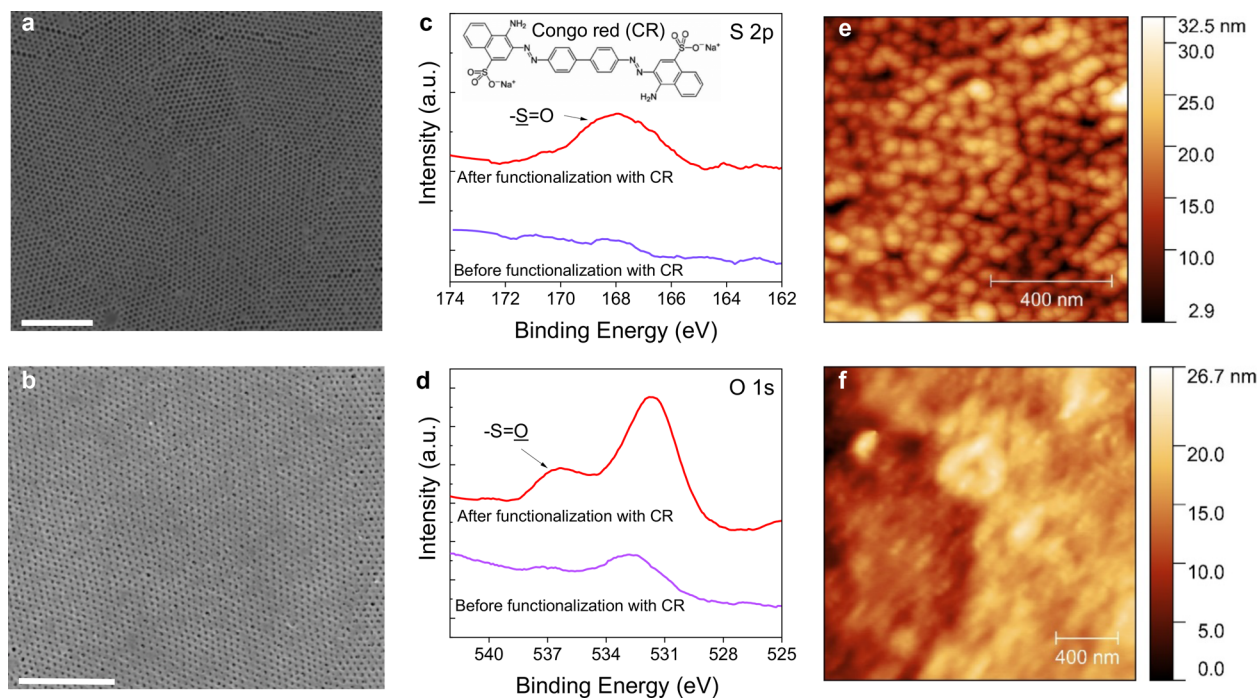 a
b
c
Congo red (CR)
S 2p
NH₂
N
N
S
O
O
O⁻Na⁺
O
O
S
O⁻Na⁺
N
N
NH₂
-S=O
After functionalization with CR
Before functionalization with CR
Intensity (a.u.)
174 172 170 168 166 164 162
Binding Energy (eV)
d
O 1s
-S=O
After functionalization with CR
Before functionalization with CR
Intensity (a.u.)
540 537 534 531 528 525
Binding Energy (eV)
e
400 nm
32.5 nm
30.0
25.0
20.0
15.0
10.0
2.9
f
400 nm
26.7 nm
20.0
15.0
10.0
5.0
0.0